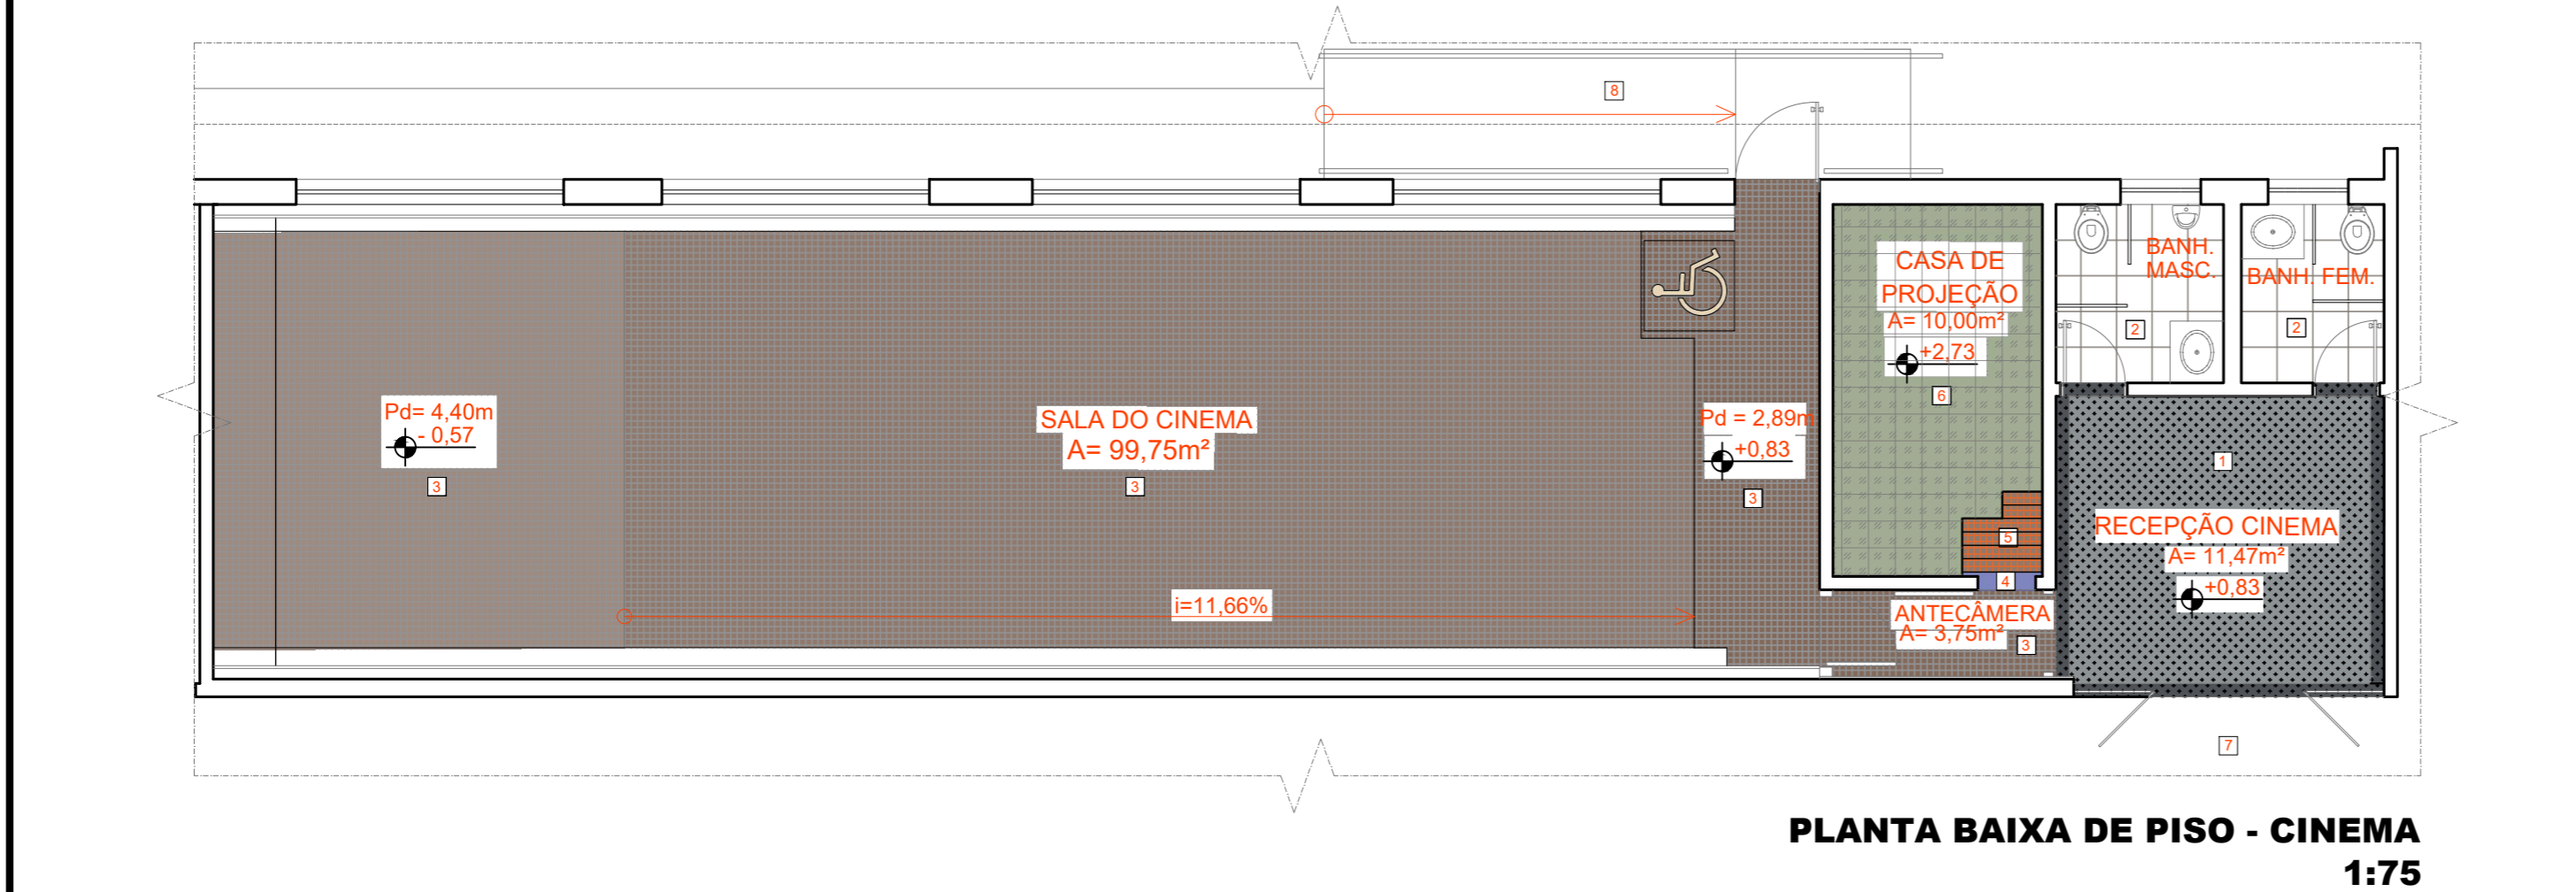 8
CASA DE
PROJEÇÃO
A= 10,00m²
+2,73
6
BANH.
MASC.
2
BANH. FEM.
2
Pd= 4,40m
- 0,57
3
SALA DO CINEMA
A= 99,75m²
3
Pd = 2,89m
+0,83
3
1
RECEPÇÃO CINEMA
A= 11,47m²
+0,83
5
4
i=11,66%
ANTECÂMERA
A= 3,75m²
3
7
PLANTA BAIXA DE PISO - CINEMA
1:75